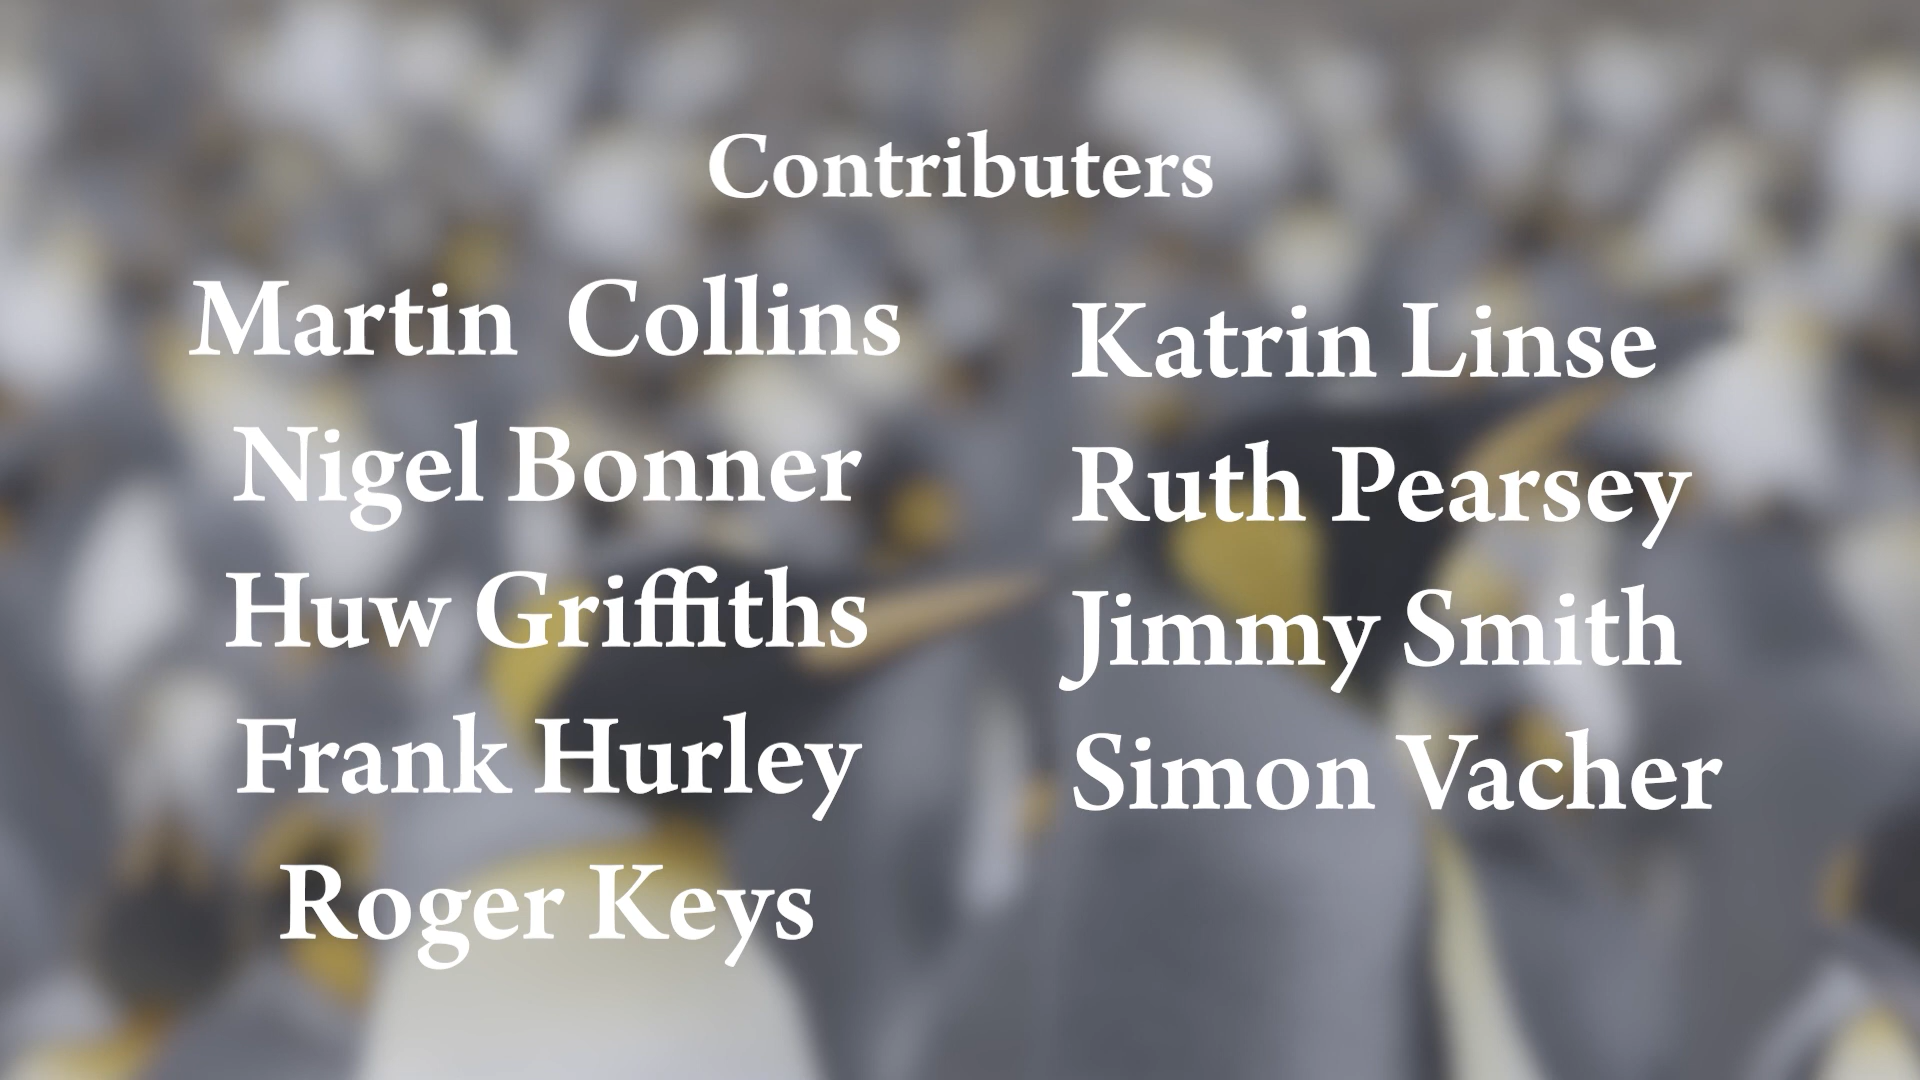 Contributers
Martin  Collins
Nigel Bonner
Huw Griffiths
Frank Hurley
Roger Keys
Katrin Linse
Ruth Pearsey
Jimmy Smith
Simon Vacher